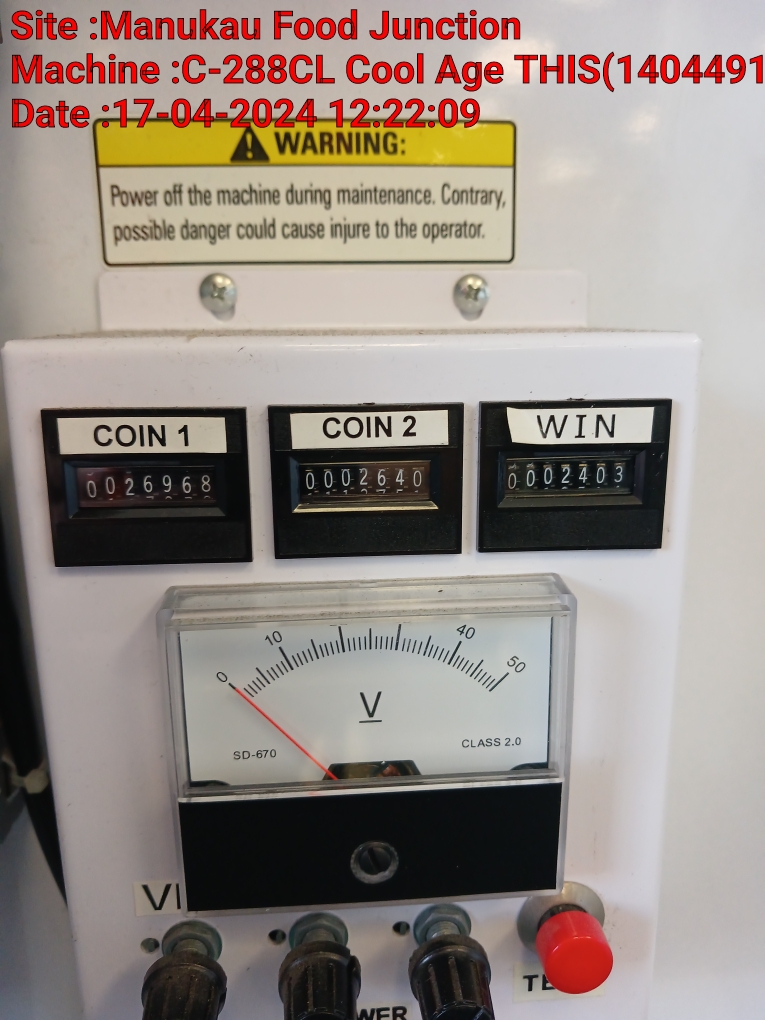 Site :Manukau Food Junction
Machine :C-288CL Cool Age THIS(1404491
Date :17-04-2024 12:22:09
WARNING:
Power off the machine during maintenance. Contrary,
possible danger could cause injure to the operator.
COIN 1
COIN 2
WIN
0026968
0002640
0002403
0 10 40 50
V
SD-670
CLASS 2.0